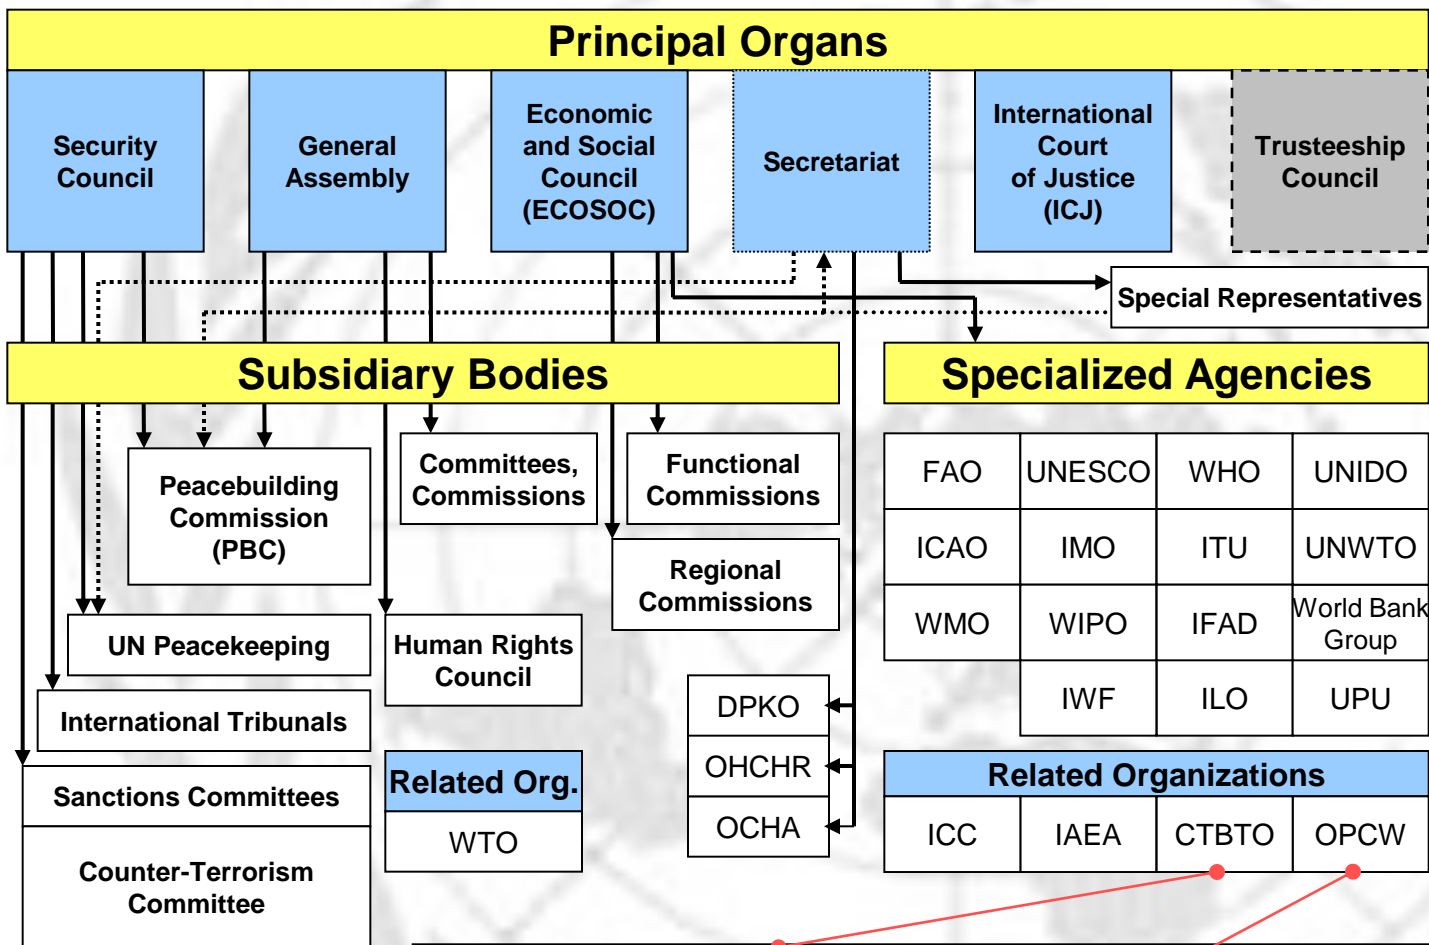 Principal Organs
Security
Council
General
Assembly
Economic
and Social
Council
(ECOSOC)
Secretariat
International
Court
of Justice
(ICJ)
Trusteeship
Council
Special Representatives
Subsidiary Bodies
Specialized Agencies
Peacebuilding
Commission
(PBC)
Committees,
Commissions
Functional
Commissions
Regional
Commissions
UN Peacekeeping
Human Rights
Council
International Tribunals
Sanctions Committees
Counter-Terrorism
Committee
Related Org.
WTO
DPKO
OHCHR
OCHA
FAO
UNESCO
WHO
UNIDO
ICAO
IMO
ITU
UNWTO
WMO
WIPO
IFAD
World Bank
Group
IWF
ILO
UPU
Related Organizations
ICC
IAEA
CTBTO
OPCW